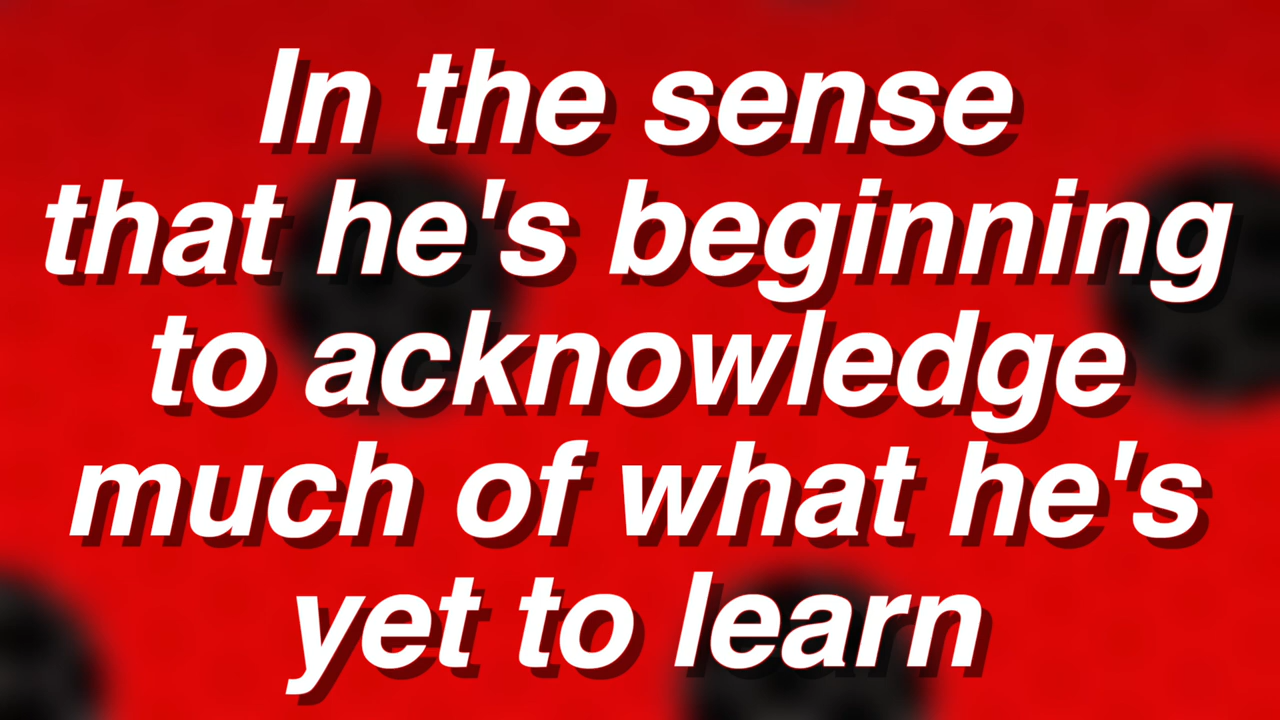 In the sense
that he's beginning
to acknowledge
much of what he's
yet to learn